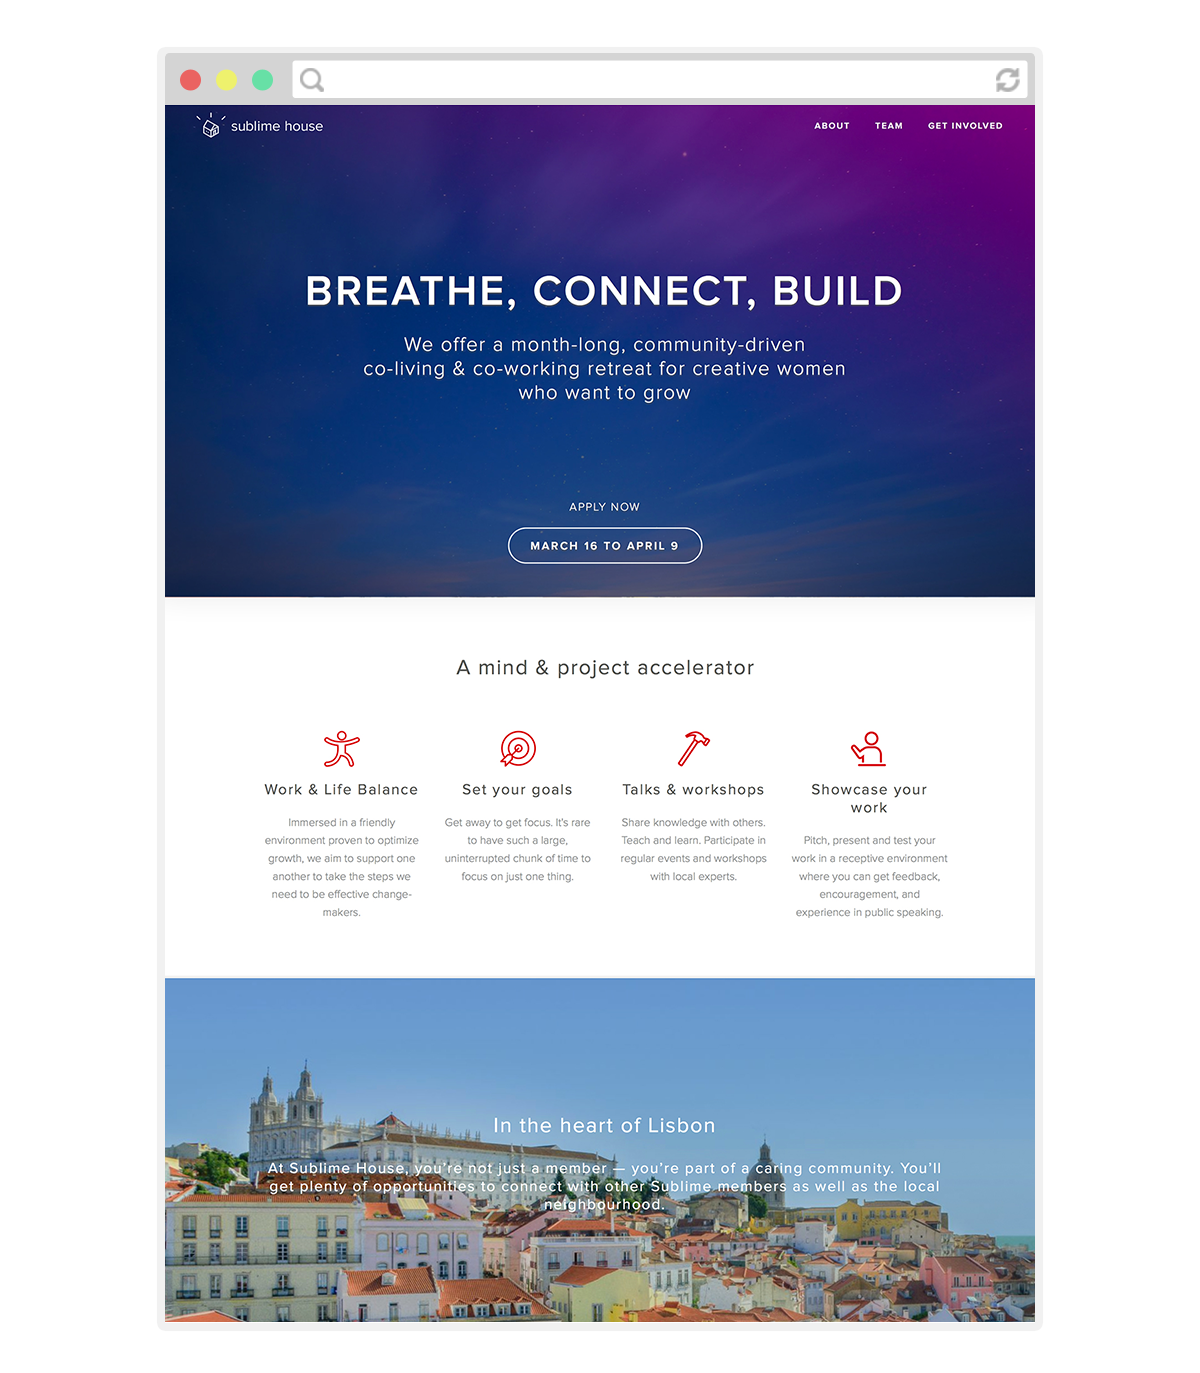 sublime house
ABOUT TEAM GET INVOLVED
BREATHE, CONNECT, BUILD
We offer a month-long, community-driven
co-living & co-working retreat for creative women
who want to grow
APPLY NOW
MARCH 16 TO APRIL 9
A mind & project accelerator
Work & Life Balance
Immersed in a friendly
environment proven to optimize
growth, we aim to support one
another to take the steps we
need to be effective change-
makers.
Set your goals
Get away to get focus. It's rare
to have such a large,
uninterrupted chunk of time to
focus on just one thing.
Talks & workshops
Share knowledge with others.
Teach and learn. Participate in
regular events and workshops
with local experts.
Showcase your
work
Pitch, present and test your
work in a receptive environment
where you can get feedback,
encouragement, and
experience in public speaking.
In the heart of Lisbon
At Sublime House, you're not just a member — you're part of a caring community. You'll
get plenty of opportunities to connect with other Sublime members as well as the local
neighbourhood.